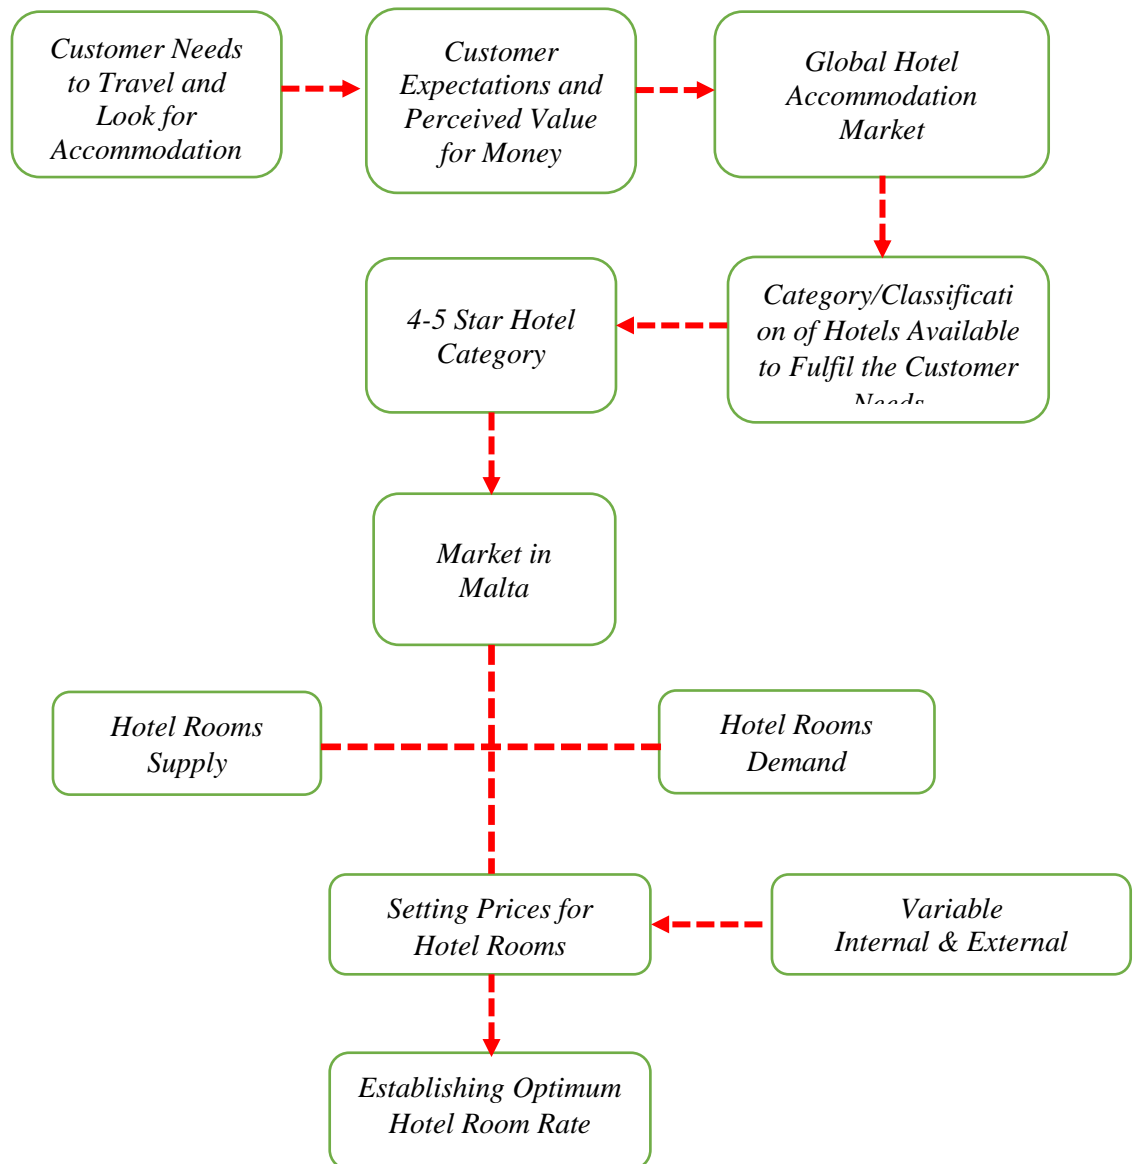 Customer Needs
to Travel and
Look for
Accommodation
Customer
Expectations and
Perceived Value
for Money
Global Hotel
Accommodation
Market
4-5 Star Hotel
Category
Category/Classificati
on of Hotels Available
to Fulfil the Customer
Needs
Market in
Malta
Hotel Rooms
Supply
Hotel Rooms
Demand
Setting Prices for
Hotel Rooms
Variable
Internal & External
Establishing Optimum
Hotel Room Rate